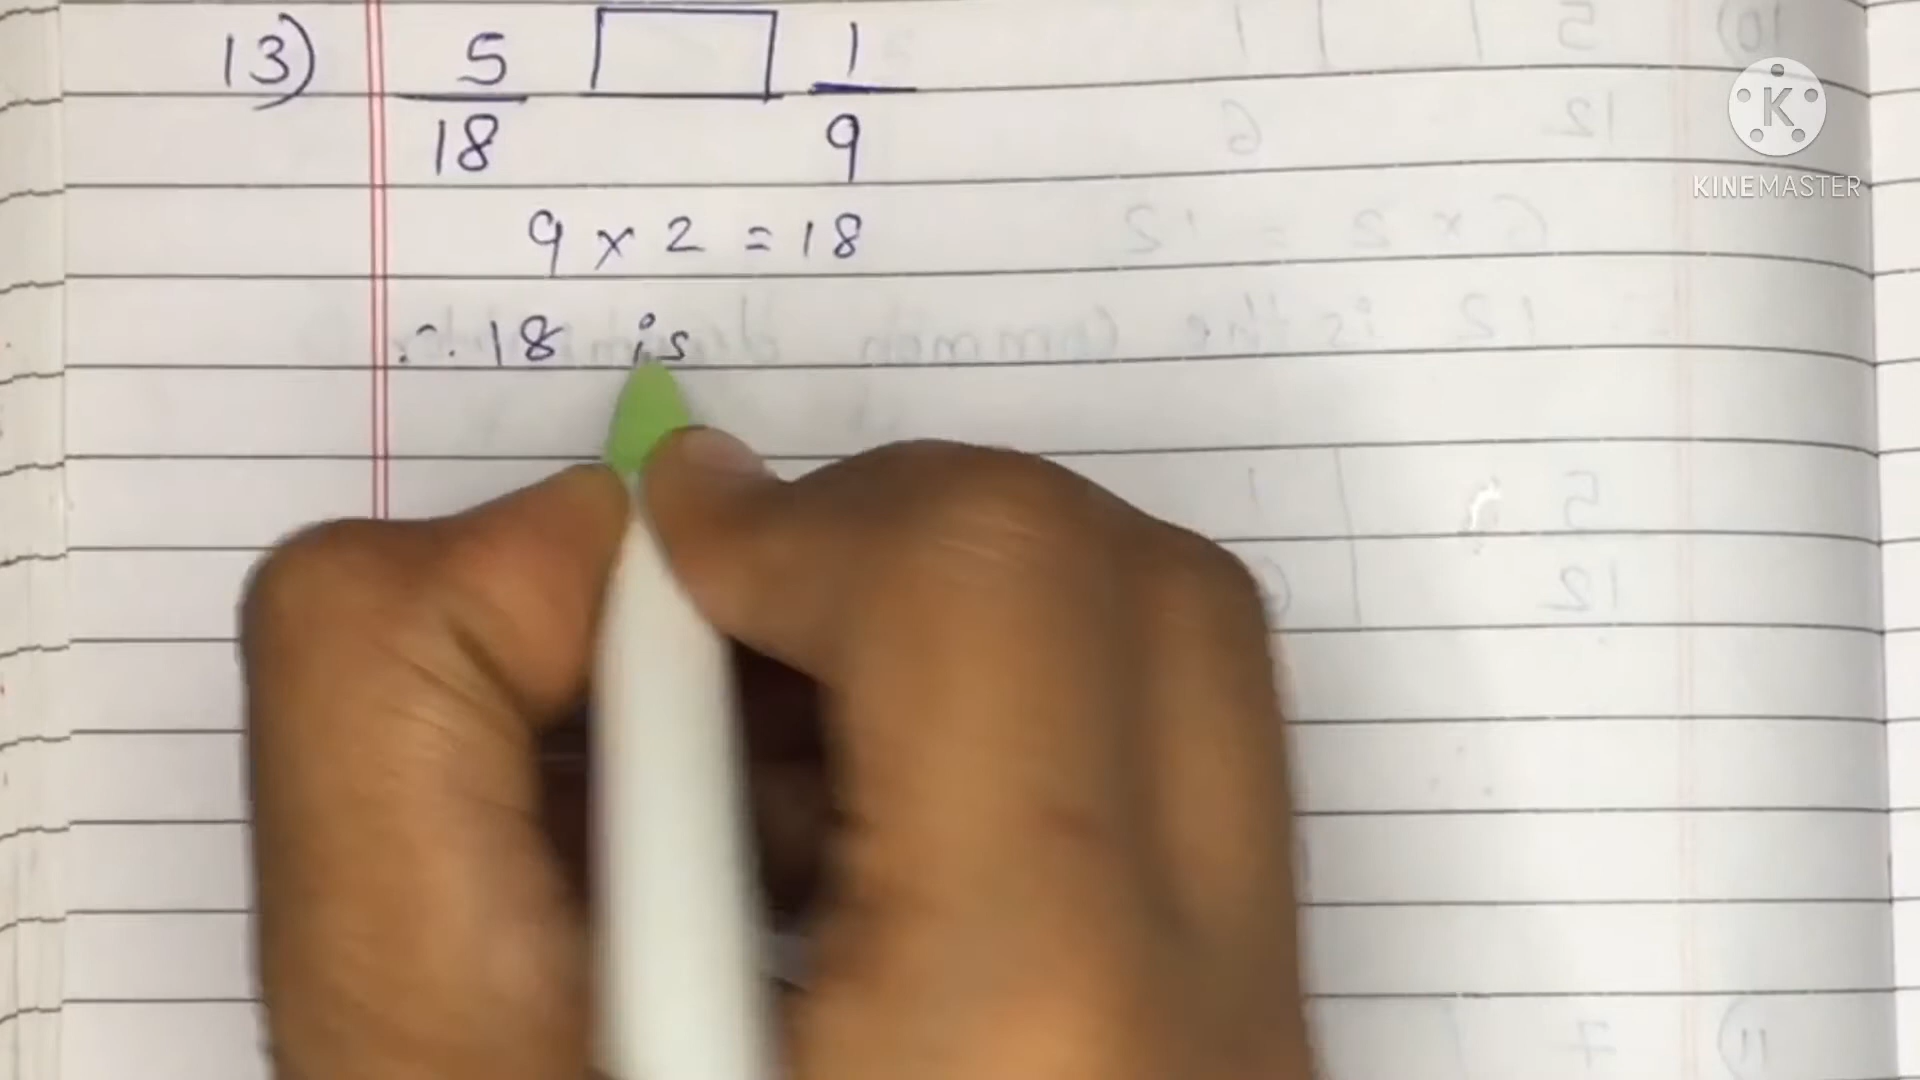 13) 5/18 □ 1/9
9 × 2 = 18
∴ 18 is
KINEMASTER